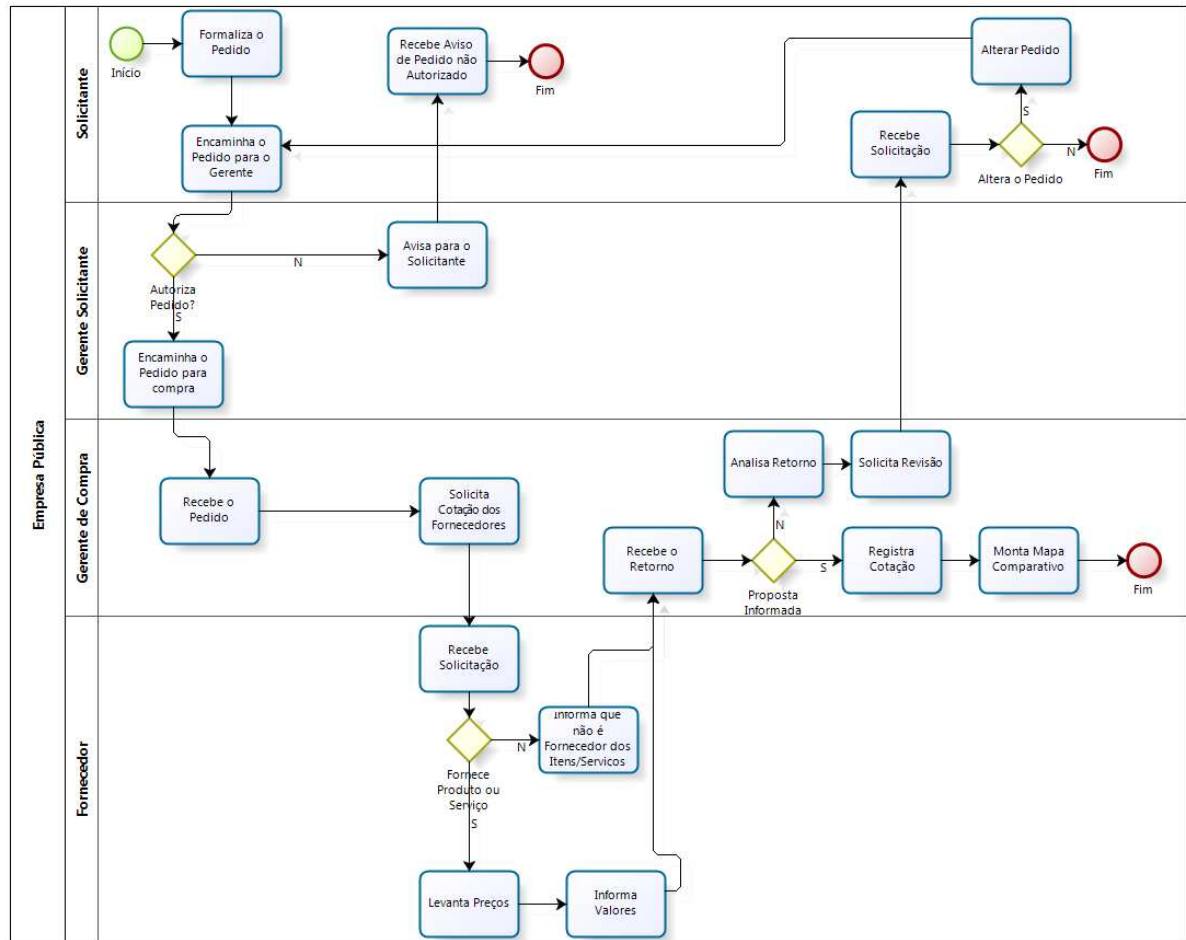 Empresa Pública
Solicitante
Início
Formaliza o
Pedido
Encaminha o
Pedido para o
Gerente
Recebe Aviso
de Pedido não
Autorizado
Fim
Alterar Pedido
Recebe
Solicitação
S
N
Altera o Pedido
Fim
Gerente Solicitante
Autoriza
Pedido?
S
N
Avisa para o
Solicitante
Encaminha o
Pedido para
compra
Gerente de Compra
Recebe o
Pedido
Solicita
Cotação dos
Fornecedores
Recebe o
Retorno
Analisa Retorno
Solicita Revisão
N
S
Proposta
Informada
Registra
Cotação
Monta Mapa
Comparativo
Fim
Fornecedor
Recebe
Solicitação
N
Fornece
Produto ou
Serviço
S
Informa que
não é
Fornecedor dos
Itens/Servicos
Levanta Preços
Informa
Valores